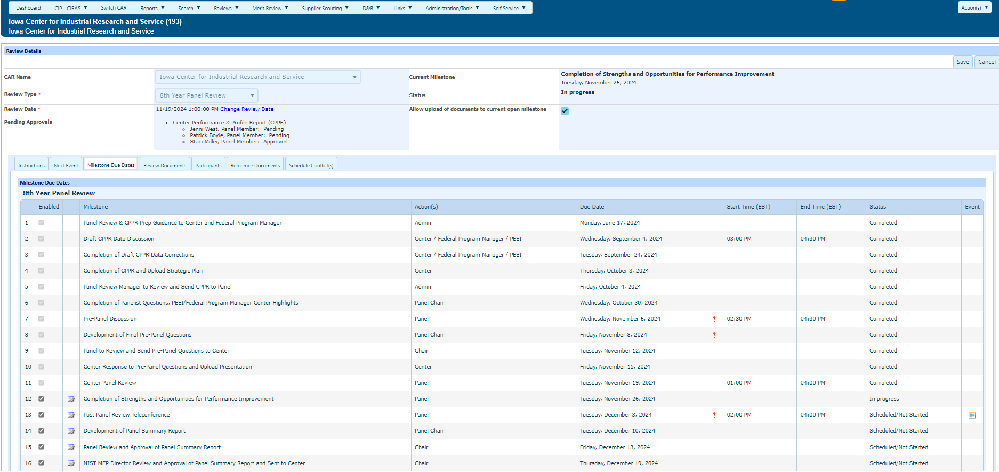 Dashboard CIP - CIRAS Switch CAR Reports Search Reviews Merit Review Supplier Scouting D&B Links Administration/Tools Self Service Action(s)
Iowa Center for Industrial Research and Service (193)
Iowa Center for Industrial Research and Service
Review Details
Save Cancel
CAR Name Iowa Center for Industrial Research and Service Current Milestone Completion of Strengths and Opportunities for Performance Improvement
Tuesday, November 26, 2024
Review Type * 8th Year Panel Review Status In progress
Review Date * 11/19/2024 1:00:00 PM Change Review Date Allow upload of documents to current open milestone
Pending Approvals
Center Performance & Profile Report (CPPR)
Jenni West, Panel Member: Pending
Patrick Boyle, Panel Member: Pending
Staci Miller, Panel Member: Approved
Instructions Next Event Milestone Due Dates Review Documents Participants Reference Documents Schedule Conflict(s)
Milestone Due Dates
8th Year Panel Review
Enabled Milestone Action(s) Due Date Start Time (EST) End Time (EST) Status Event
1 Panel Review & CPPR Prep Guidance to Center and Federal Program Manager Admin Monday, June 17, 2024 Completed
2 Draft CPPR Data Discussion Center / Federal Program Manager / PEEI Wednesday, September 4, 2024 03:00 PM 04:30 PM Completed
3 Completion of Draft CPPR Data Corrections Center / Federal Program Manager / PEEI Tuesday, September 24, 2024 Completed
4 Completion of CPPR and Upload Strategic Plan Center Thursday, October 3, 2024 Completed
5 Panel Review Manager to Review and Send CPPR to Panel Admin Friday, October 4, 2024 Completed
6 Completion of Panelist Questions, PEEI/Federal Program Manager Center Highlights Panel Chair Wednesday, October 30, 2024 Completed
7 Pre-Panel Discussion Panel Wednesday, November 6, 2024 02:30 PM 04:30 PM Completed
8 Development of Final Pre-Panel Questions Panel Chair Friday, November 8, 2024 Completed
9 Panel to Review and Send Pre-Panel Questions to Center Chair Tuesday, November 12, 2024 Completed
10 Center Response to Pre-Panel Questions and Upload Presentation Center Friday, November 15, 2024 Completed
11 Center Panel Review Panel Tuesday, November 19, 2024 01:00 PM 04:00 PM Completed
12 Completion of Strengths and Opportunities for Performance Improvement Panel Tuesday, November 26, 2024 In progress
13 Post Panel Review Teleconference Panel Tuesday, December 3, 2024 02:00 PM 04:00 PM Scheduled/Not Started
14 Development of Panel Summary Report Panel Chair Tuesday, December 10, 2024 Scheduled/Not Started
15 Panel Review and Approval of Panel Summary Report Chair Friday, December 13, 2024 Scheduled/Not Started
16 NIST MEP Director Review and Approval of Panel Summary Report and Sent to Center Chair Thursday, December 19, 2024 Scheduled/Not Started